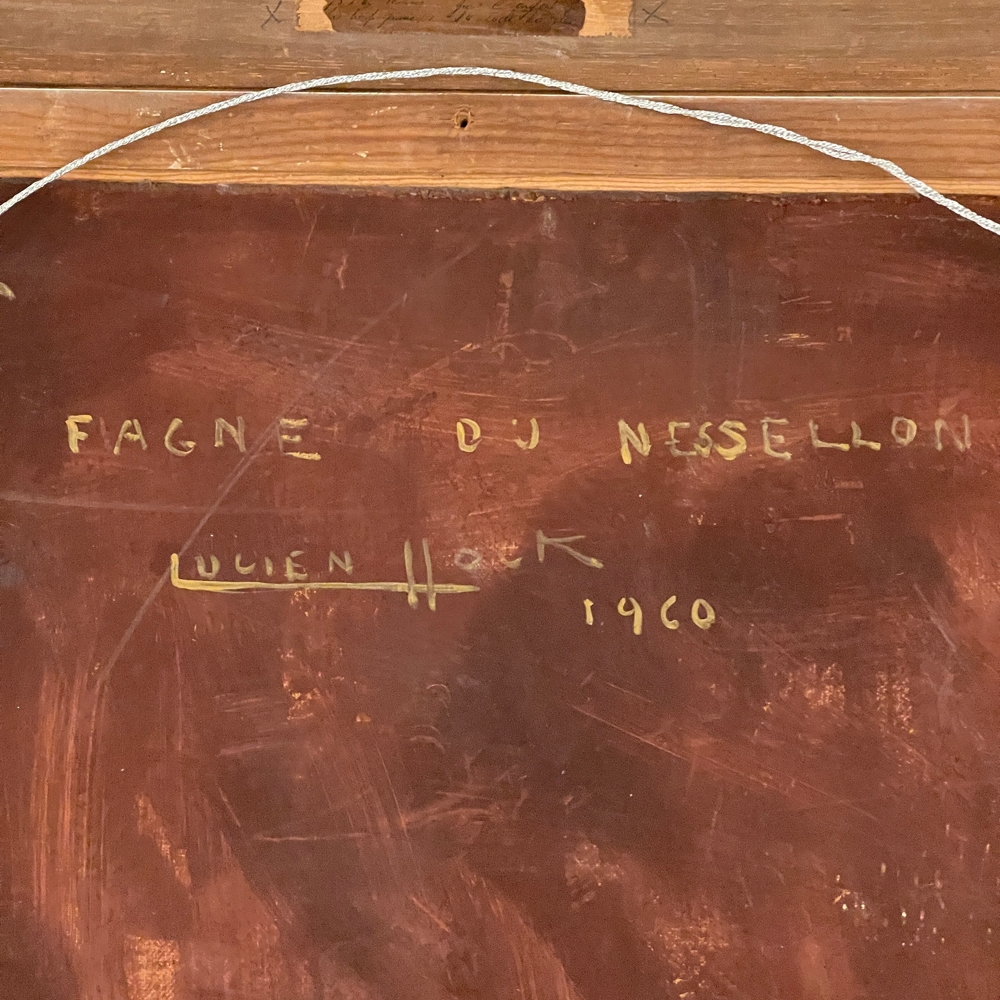 FAGNE DU NESSELLON
LUCIEN HOCK
1960